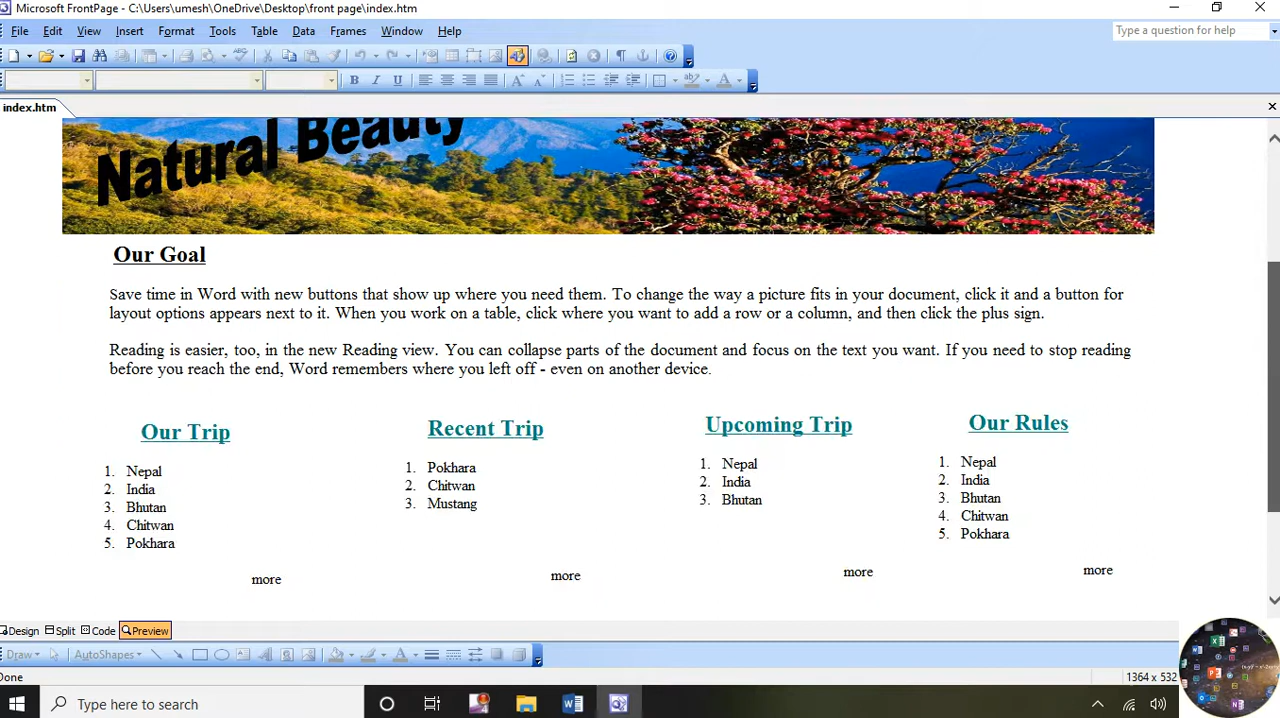 Microsoft FrontPage - C:\Users\umesh\OneDrive\Desktop\front page\index.htm
File Edit View Insert Format Tools Table Data Frames Window Help
Type a question for help
B I U
index.htm
Natural Beauty
Our Goal
Save time in Word with new buttons that show up where you need them. To change the way a picture fits in your document, click it and a button for
layout options appears next to it. When you work on a table, click where you want to add a row or a column, and then click the plus sign.
Reading is easier, too, in the new Reading view. You can collapse parts of the document and focus on the text you want. If you need to stop reading
before you reach the end, Word remembers where you left off - even on another device.
Our Trip
1. Nepal
2. India
3. Bhutan
4. Chitwan
5. Pokhara
more
Recent Trip
1. Pokhara
2. Chitwan
3. Mustang
more
Upcoming Trip
1. Nepal
2. India
3. Bhutan
more
Our Rules
1. Nepal
2. India
3. Bhutan
4. Chitwan
5. Pokhara
more
Design Split Code Preview
Draw AutoShapes
Done
1364 x 532
Type here to search